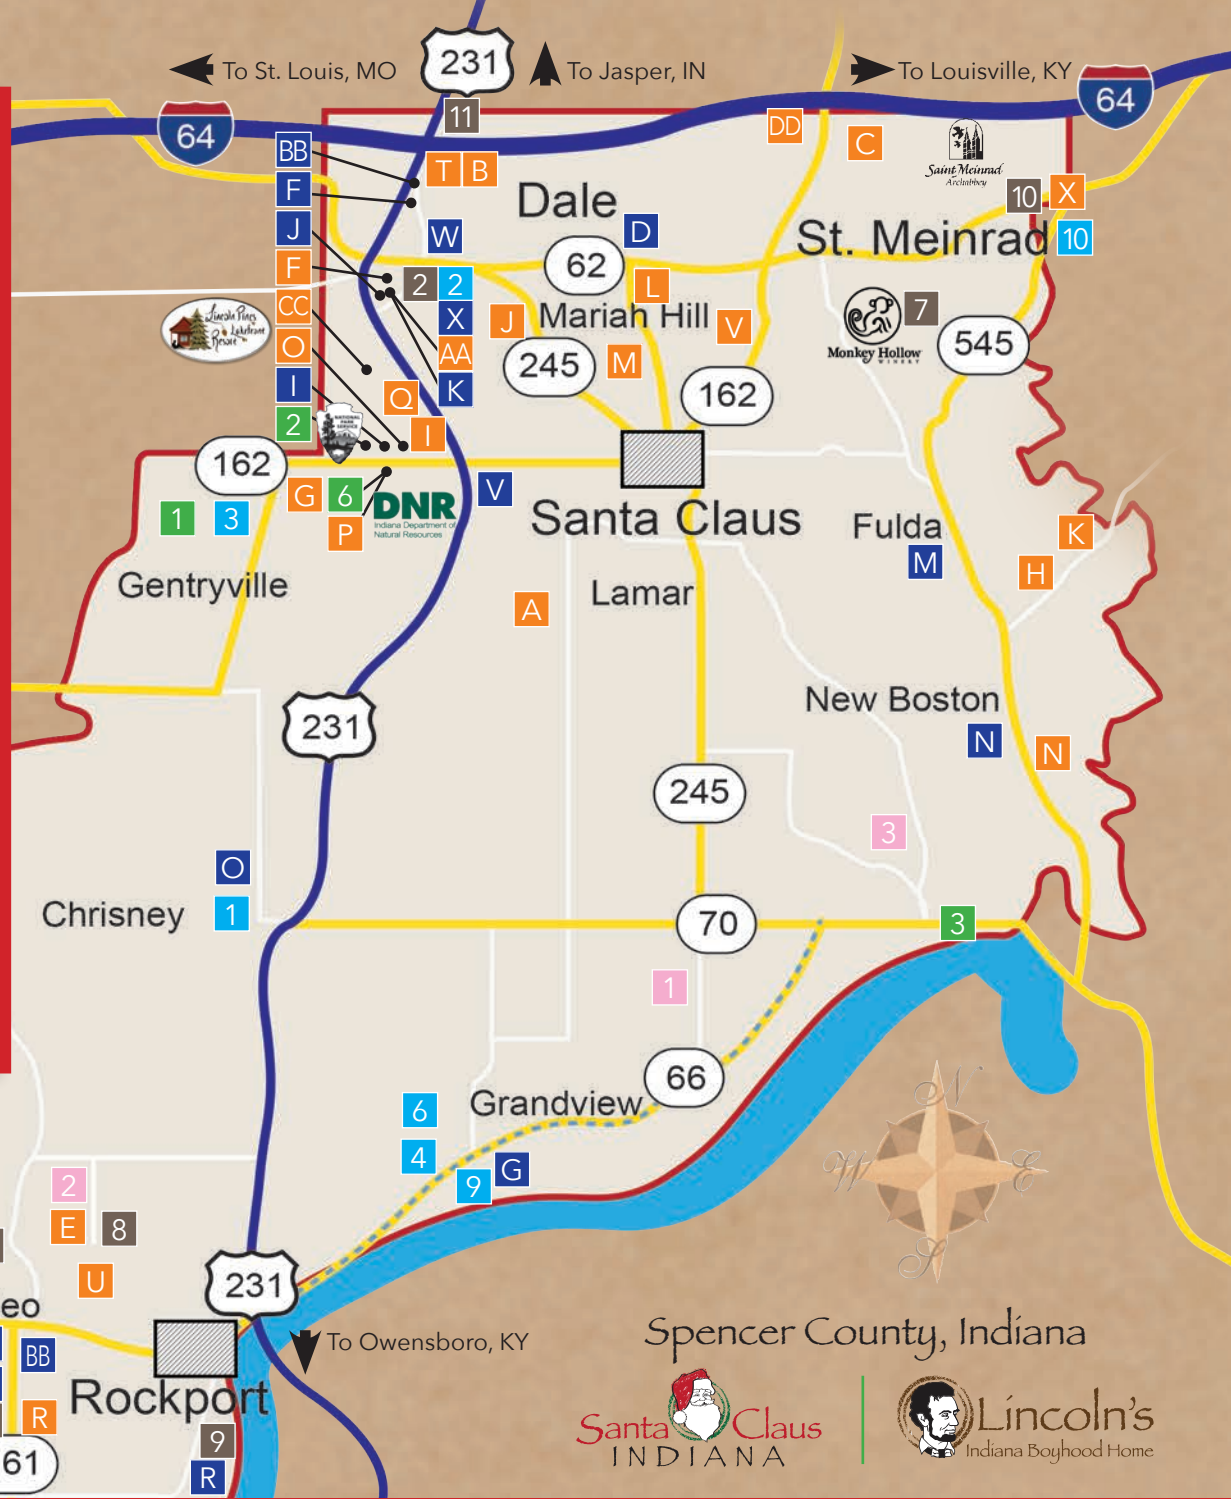 231
To St. Louis, MO
To Jasper, IN
To Louisville, KY
64
64
11
DD
C
BB
T B
Saint Meinrad
Archabbey
F
Dale
10 X
J
W
D
St. Meinrad
10
F
62
2 2
L
CC
X
J
Mariah Hill
V
7
Lincoln Pines
Lakefront
Resort
Monkey Hollow
WINERY
545
O
AA
245
M
I
K
162
Q
2
NATIONAL
PARK
SERVICE
I
162
G
6
DNR
Indiana Department of
Natural Resources
V
1
3
P
Santa Claus
Fulda
K
M
H
Gentryville
Lamar
A
231
New Boston
N
N
245
3
O
Chrisney
1
70
3
1
66
6
Grandview
4
9
G
N
W
E
S
2
E
8
U
231
eo
To Owensboro, KY
Spencer County, Indiana
BB
Rockport
R
9
61
R
Santa Claus
INDIANA
Lincoln's
Indiana Boyhood Home